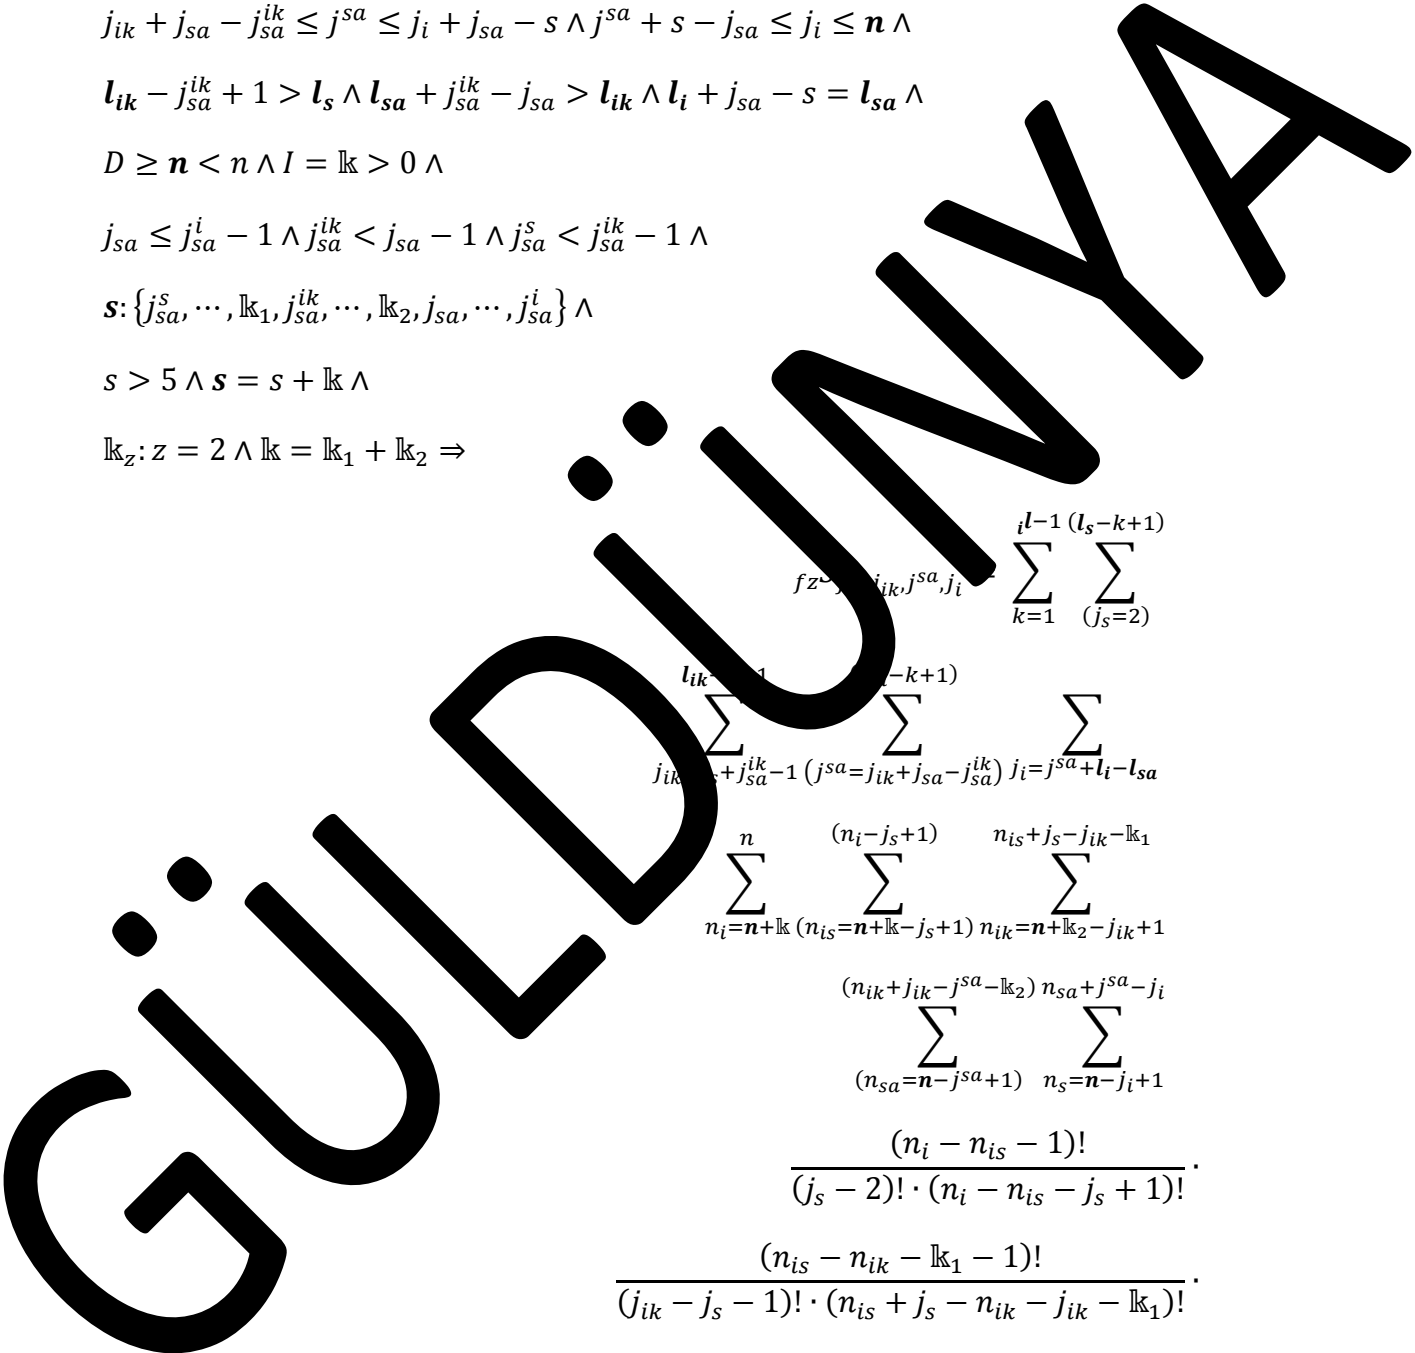 j_{ik} + j_{sa} − j_{sa}^{ik} ≤ j^{sa} ≤ j_i + j_{sa} − s ∧ j^{sa} + s − j_{sa} ≤ j_i ≤ n ∧
l_{ik} − j_{sa}^{ik} + 1 > l_s ∧ l_{sa} + j_{sa}^{ik} − j_{sa} > l_{ik} ∧ l_i + j_{sa} − s = l_{sa} ∧
D ≥ n < n ∧ I = 𝕜 > 0 ∧
j_{sa} ≤ j_{sa}^{i} − 1 ∧ j_{sa}^{ik} < j_{sa} − 1 ∧ j_{sa}^{s} < j_{sa}^{ik} − 1 ∧
s: {j_{sa}^{s}, ⋯, 𝕜_1, j_{sa}^{ik}, ⋯, 𝕜_2, j_{sa}, ⋯, j_{sa}^{i}} ∧
s > 5 ∧ s = s + 𝕜 ∧
𝕜_z: z = 2 ∧ 𝕜 = 𝕜_1 + 𝕜_2 ⇒
GÜLDÜNYA
_{ik}, j^{sa}, j_i ∑_{k=1}^{_{i}l−1} ∑_{(j_s=2)}^{(l_s−k+1)}
∑ ∑_{(j^{sa}=j_{ik}+j_{sa}−j_{sa}^{ik})} ∑_{j_i=j^{sa}+l_i−l_{sa}}
∑_{n_i=n+𝕜}^{n} ∑_{(n_{is}=n+𝕜−j_s+1)}^{(n_i−j_s+1)} ∑_{n_{ik}=n+𝕜_2−j_{ik}+1}^{n_{is}+j_s−j_{ik}−𝕜_1}
∑_{(n_{sa}=n−j^{sa}+1)}^{(n_{ik}+j_{ik}−j^{sa}−𝕜_2)} ∑_{n_s=n−j_i+1}^{n_{sa}+j^{sa}−j_i}
(n_i − n_{is} − 1)!
(j_s − 2)! · (n_i − n_{is} − j_s + 1)! ·
(n_{is} − n_{ik} − 𝕜_1 − 1)!
(j_{ik} − j_s − 1)! · (n_{is} + j_s − n_{ik} − j_{ik} − 𝕜_1)! ·